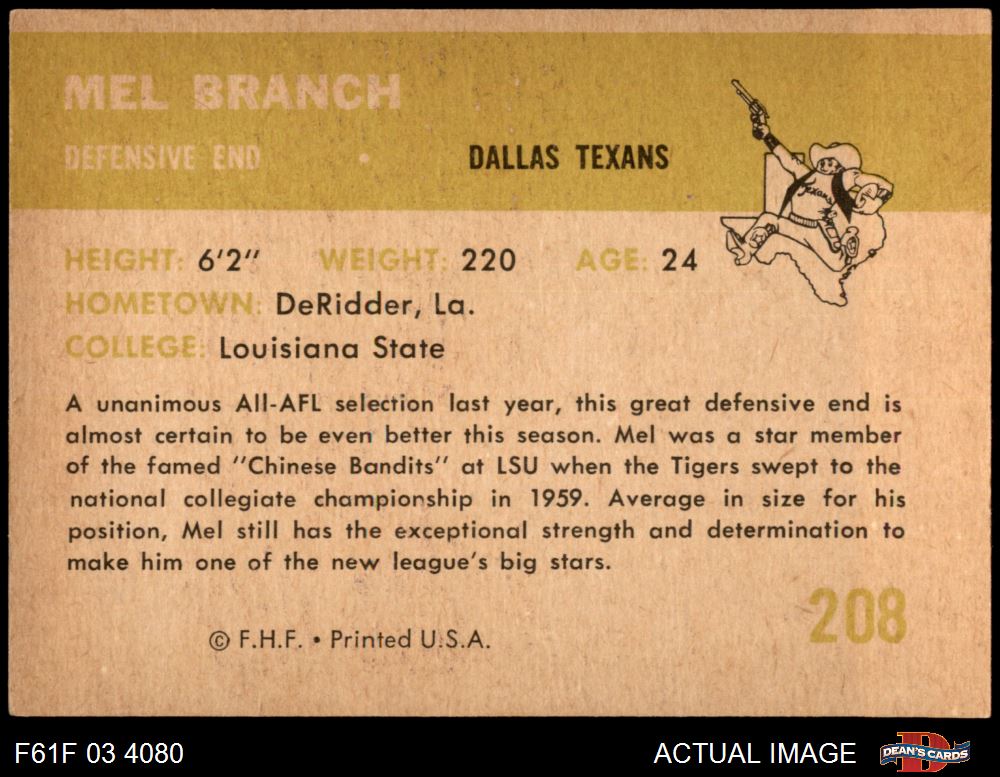 MEL BRANCH
DEFENSIVE END • DALLAS TEXANS
Texans
HEIGHT: 6'2" WEIGHT: 220 AGE: 24
HOMETOWN: DeRidder, La.
COLLEGE: Louisiana State
A unanimous All-AFL selection last year, this great defensive end is
almost certain to be even better this season. Mel was a star member
of the famed "Chinese Bandits" at LSU when the Tigers swept to the
national collegiate championship in 1959. Average in size for his
position, Mel still has the exceptional strength and determination to
make him one of the new league's big stars.
208
© F.H.F. • Printed U.S.A.
F61F 03 4080 ACTUAL IMAGE D DEAN'S CARDS